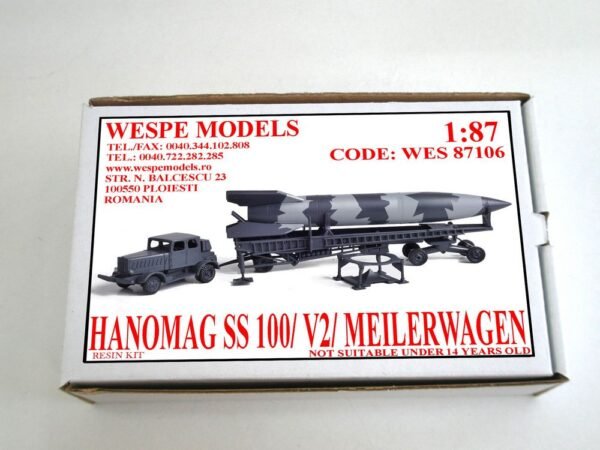 WESPE MODELS
TEL./FAX: 0040.344.102.808
TEL.: 0040.722.282.285
www.wespemodels.ro
STR. N. BALCESCU 23
100550 PLOIESTI
ROMANIA
1:87
CODE: WES 87106
HANOMAG SS 100/ V2/ MEILERWAGEN
RESIN KIT
NOT SUITABLE UNDER 14 YEARS OLD